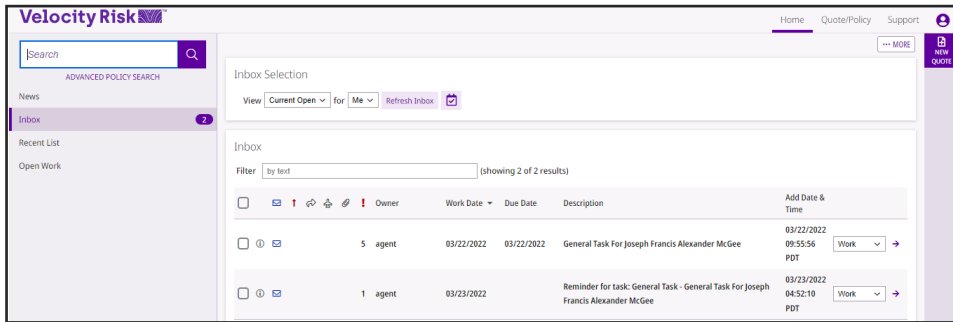 Velocity Risk
Home Quote/Policy Support
Search
ADVANCED POLICY SEARCH
News
Inbox 2
Recent List
Open Work
... MORE
NEW
QUOTE
Inbox Selection
View Current Open for Me Refresh Inbox
Inbox
Filter by text (showing 2 of 2 results)
! Owner Work Date Due Date Description Add Date &
Time
5 agent 03/22/2022 03/22/2022 General Task For Joseph Francis Alexander McGee 03/22/2022
09:55:56
PDT
Work
1 agent 03/23/2022 Reminder for task: General Task - General Task For Joseph
Francis Alexander McGee
03/23/2022
04:52:10
PDT
Work